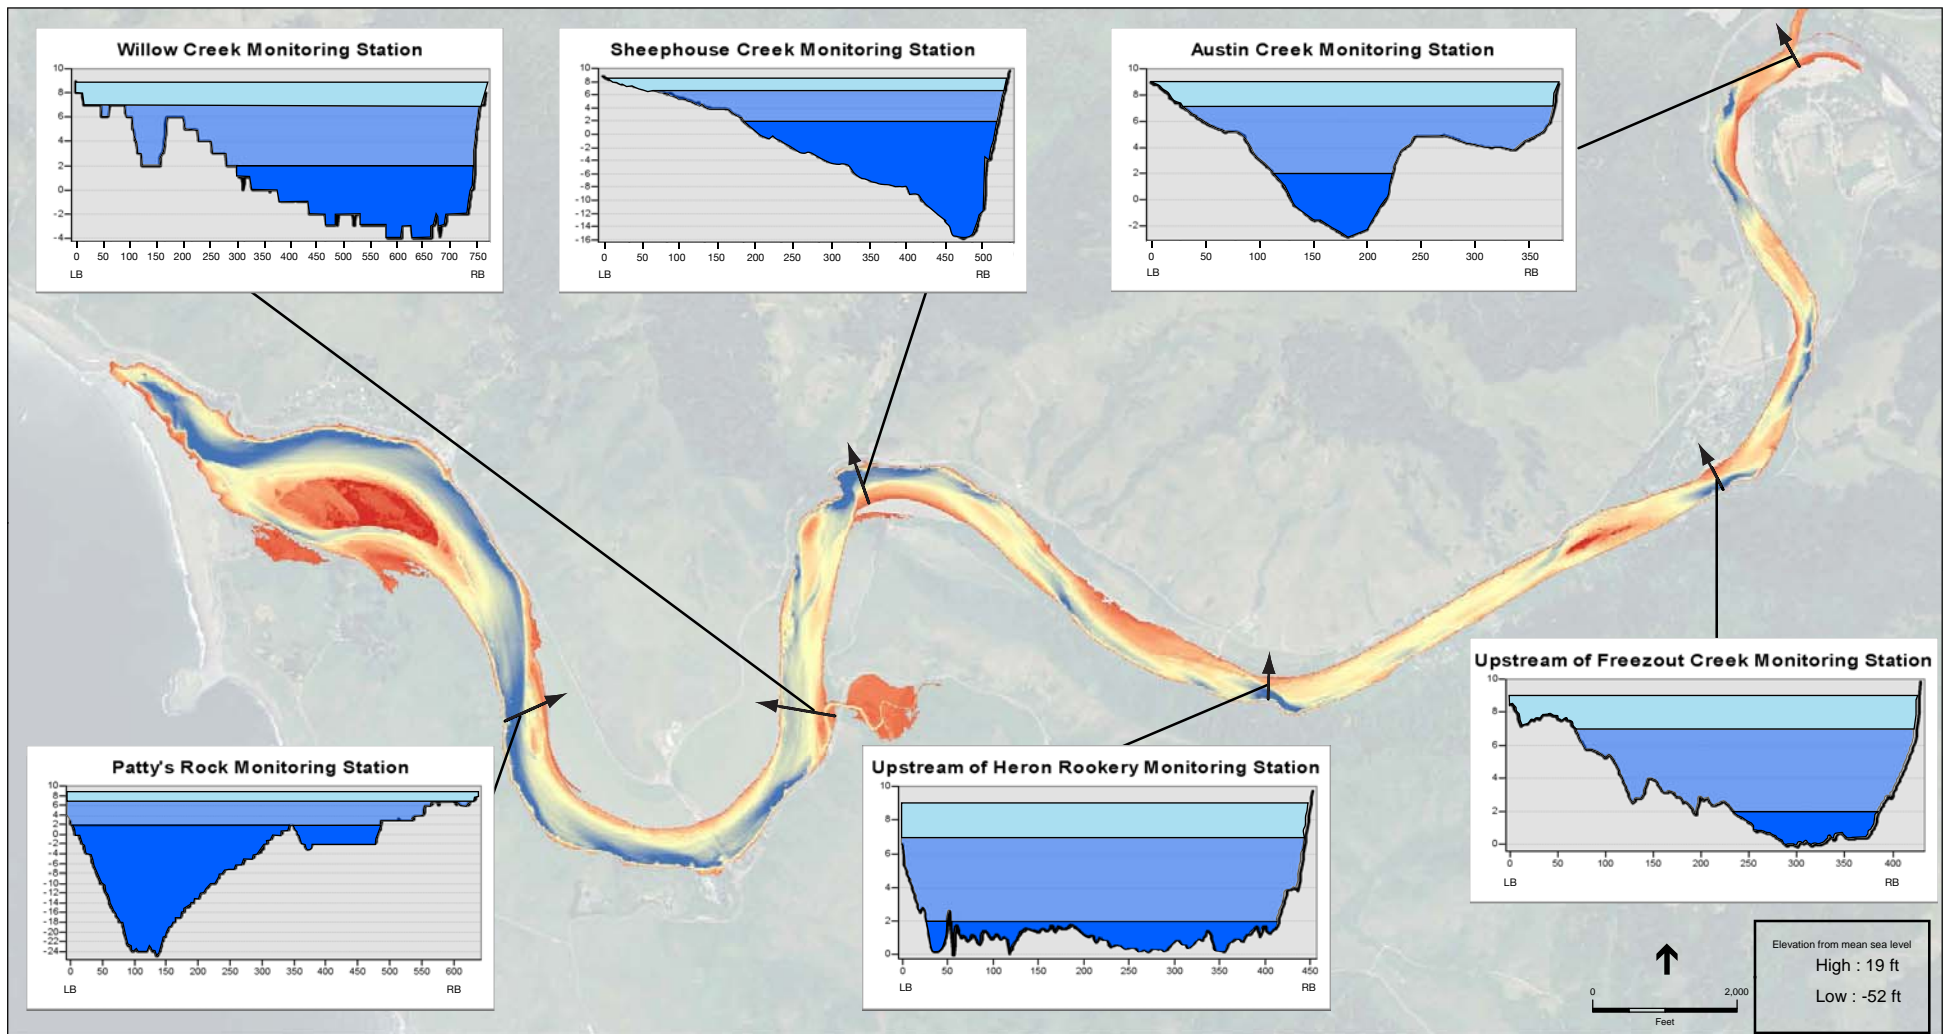 Willow Creek Monitoring Station
10
8
6
4
2
0
-2
-4
0 50 100 150 200 250 300 350 400 450 500 550 600 650 700 750
LB RB
Sheephouse Creek Monitoring Station
10
8
6
4
2
0
-2
-4
-6
-8
-10
-12
-14
-16
0 50 100 150 200 250 300 350 400 450 500
LB RB
Austin Creek Monitoring Station
10
8
6
4
2
0
-2
0 50 100 150 200 250 300 350
LB RB
Patty's Rock Monitoring Station
10
8
6
4
2
0
-2
-4
-6
-8
-10
-12
-14
-16
-18
-20
-22
-24
0 50 100 150 200 250 300 350 400 450 500 550 600
LB RB
Upstream of Heron Rookery Monitoring Station
10
8
6
4
2
0
0 50 100 150 200 250 300 350 400 450
LB RB
Upstream of Freezout Creek Monitoring Station
10
8
6
4
2
0
0 50 100 150 200 250 300 350 400
LB RB
0 2,000
Feet
Elevation from mean sea level
High : 19 ft
Low : -52 ft